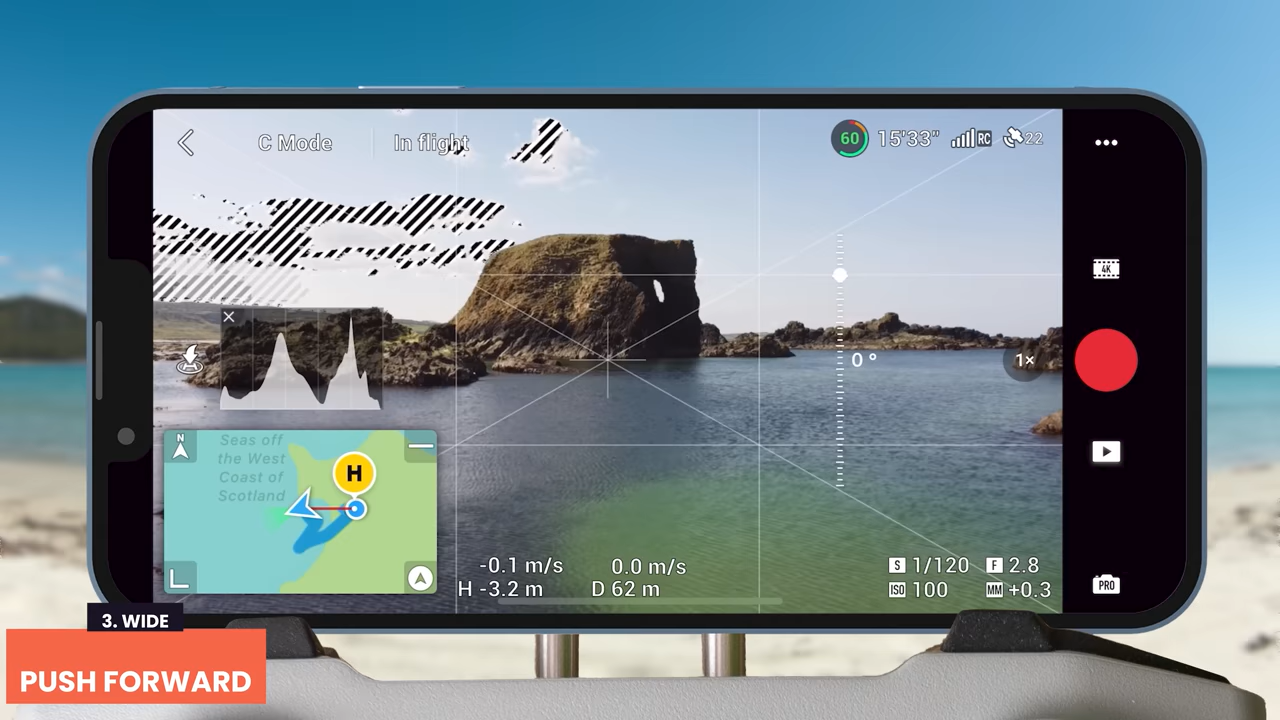 C Mode
In flight
60
15'33"
RC
22
4K
0 °
1×
N
Seas off
the West
Coast of
Scotland
H
-0.1 m/s
0.0 m/s
H -3.2 m
D 62 m
S 1/120
F 2.8
ISO 100
MM +0.3
PRO
3. WIDE
PUSH FORWARD